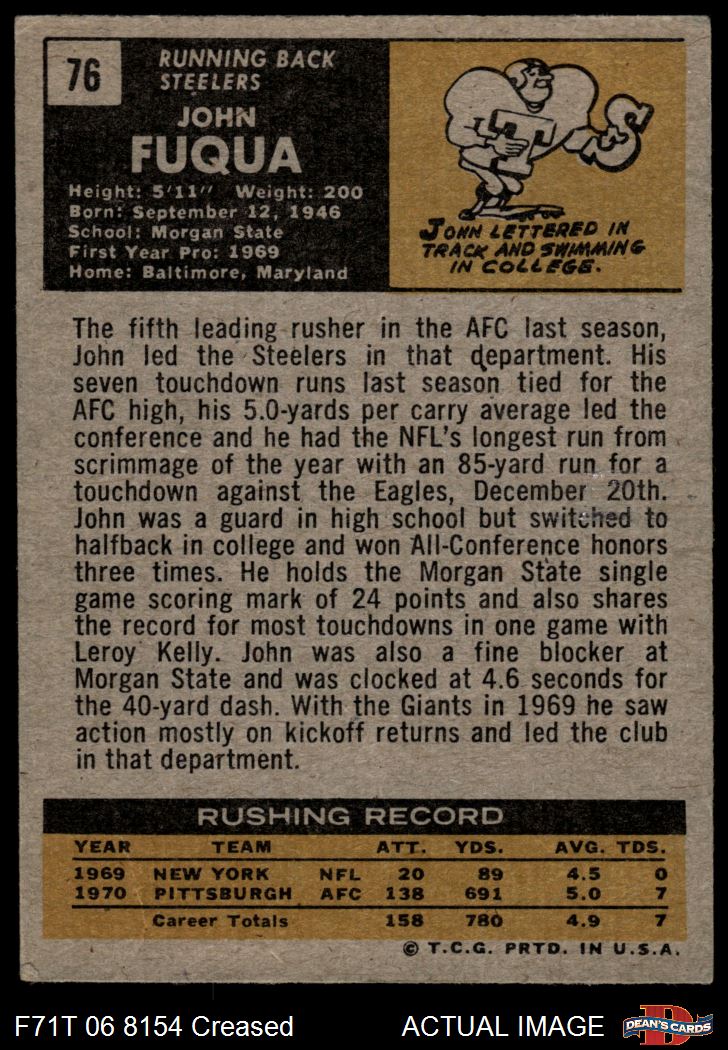 76
RUNNING BACK
STEELERS
JOHN
FUQUA
Height: 5'11" Weight: 200
Born: September 12, 1946
School: Morgan State
First Year Pro: 1969
Home: Baltimore, Maryland
T S
JOHN LETTERED IN
TRACK AND SWIMMING
IN COLLEGE.
The fifth leading rusher in the AFC last season,
John led the Steelers in that department. His
seven touchdown runs last season tied for the
AFC high, his 5.0-yards per carry average led the
conference and he had the NFL's longest run from
scrimmage of the year with an 85-yard run for a
touchdown against the Eagles, December 20th.
John was a guard in high school but switched to
halfback in college and won All-Conference honors
three times. He holds the Morgan State single
game scoring mark of 24 points and also shares
the record for most touchdowns in one game with
Leroy Kelly. John was also a fine blocker at
Morgan State and was clocked at 4.6 seconds for
the 40-yard dash. With the Giants in 1969 he saw
action mostly on kickoff returns and led the club
in that department.
RUSHING RECORD
YEAR TEAM ATT. YDS. AVG. TDS.
1969 NEW YORK NFL 20 89 4.5 0
1970 PITTSBURGH AFC 138 691 5.0 7
Career Totals 158 780 4.9 7
© T.C.G. PRTD. IN U.S.A.
F71T 06 8154 Creased ACTUAL IMAGE
D
DEAN'S CARDS